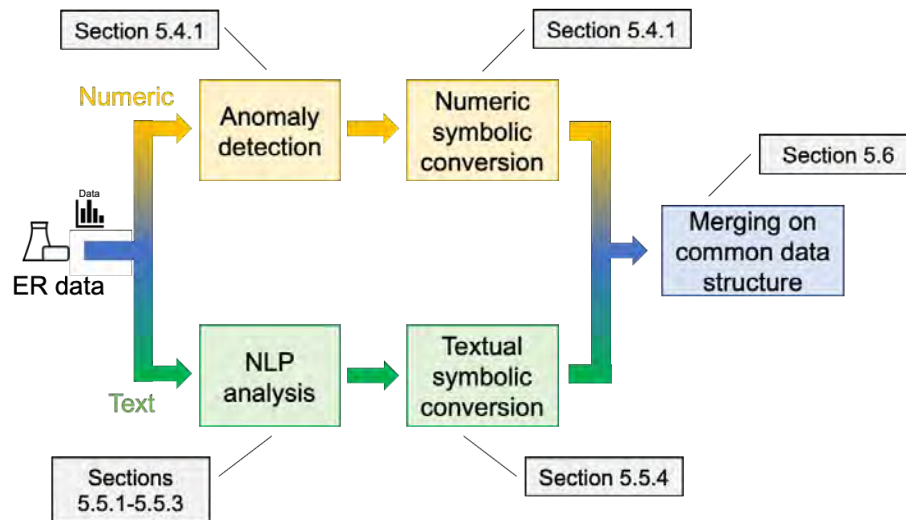 Section 5.4.1
Section 5.4.1
Numeric
Anomaly
detection
Numeric
symbolic
conversion
Section 5.6
Data
ER data
Merging on
common data
structure
NLP
analysis
Textual
symbolic
conversion
Text
Sections
5.5.1-5.5.3
Section 5.5.4